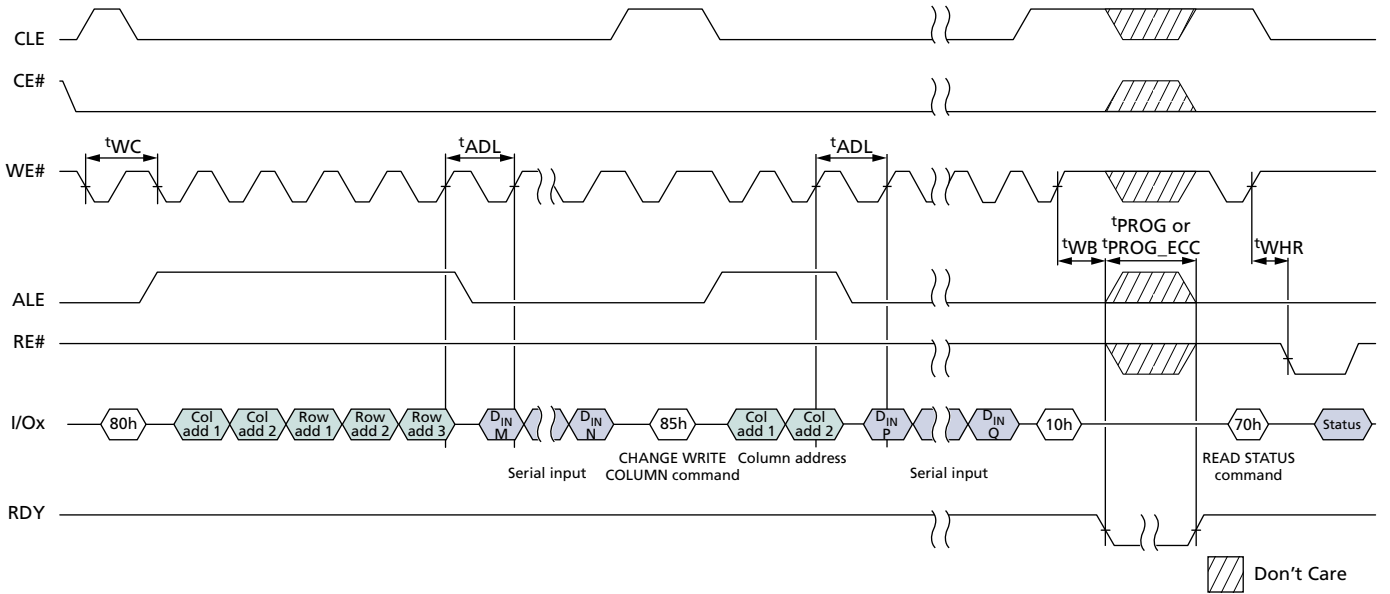 CLE
CE#
tWC
tADL
tADL
WE#
tPROG or
tWB
tPROG_ECC
tWHR
ALE
RE#
I/Ox
80h
Col add 1
Col add 2
Row add 1
Row add 2
Row add 3
DIN M
DIN N
85h
Col add 1
Col add 2
DIN P
DIN Q
10h
70h
Status
Serial input
CHANGE WRITE
COLUMN command
Column address
Serial input
READ STATUS
command
RDY
Don't Care